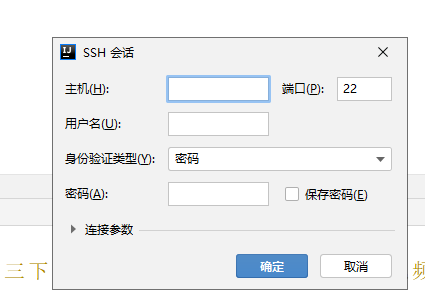 IJ SSH 会话
主机(H): 端口(P): 22
用户名(U):
身份验证类型(Y): 密码
密码(A): 保存密码(E)
连接参数
三下 频
确定 取消